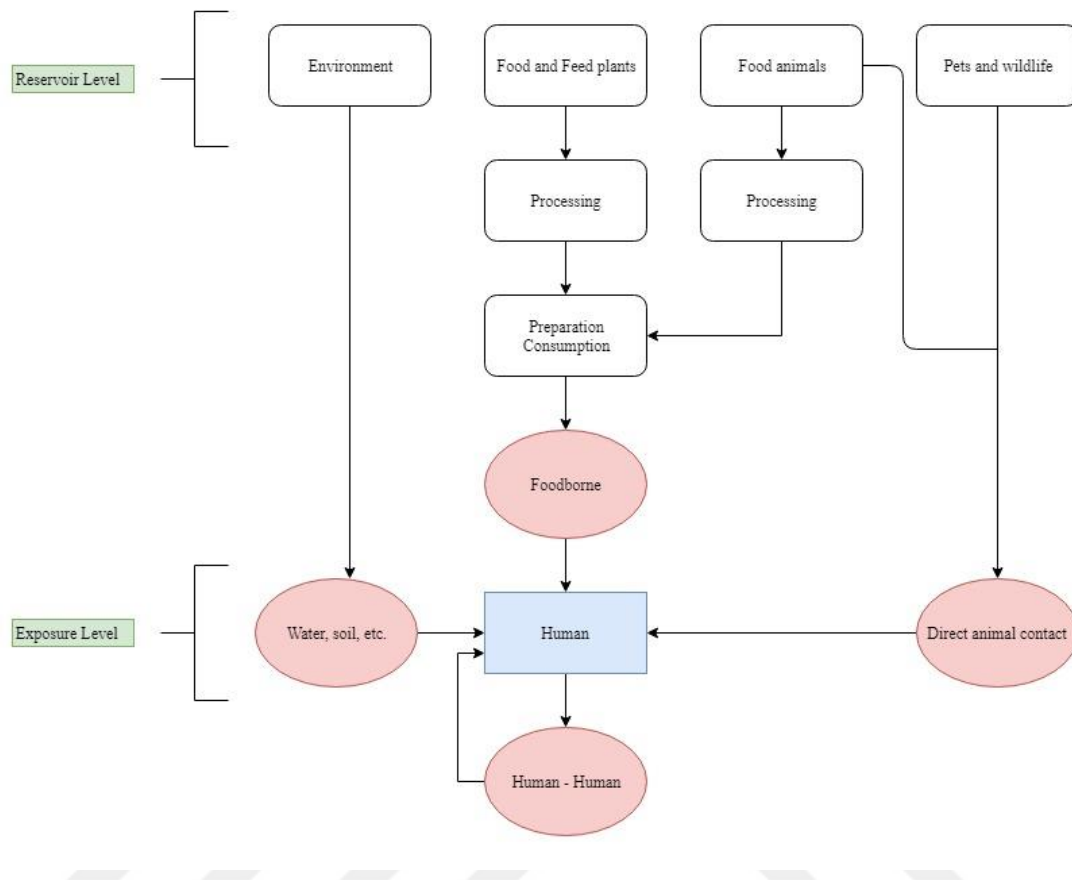 Reservoir Level
Environment
Food and Feed plants
Food animals
Pets and wildlife
Processing
Processing
Preparation
Consumption
Foodborne
Exposure Level
Water, soil, etc.
Human
Direct animal contact
Human - Human